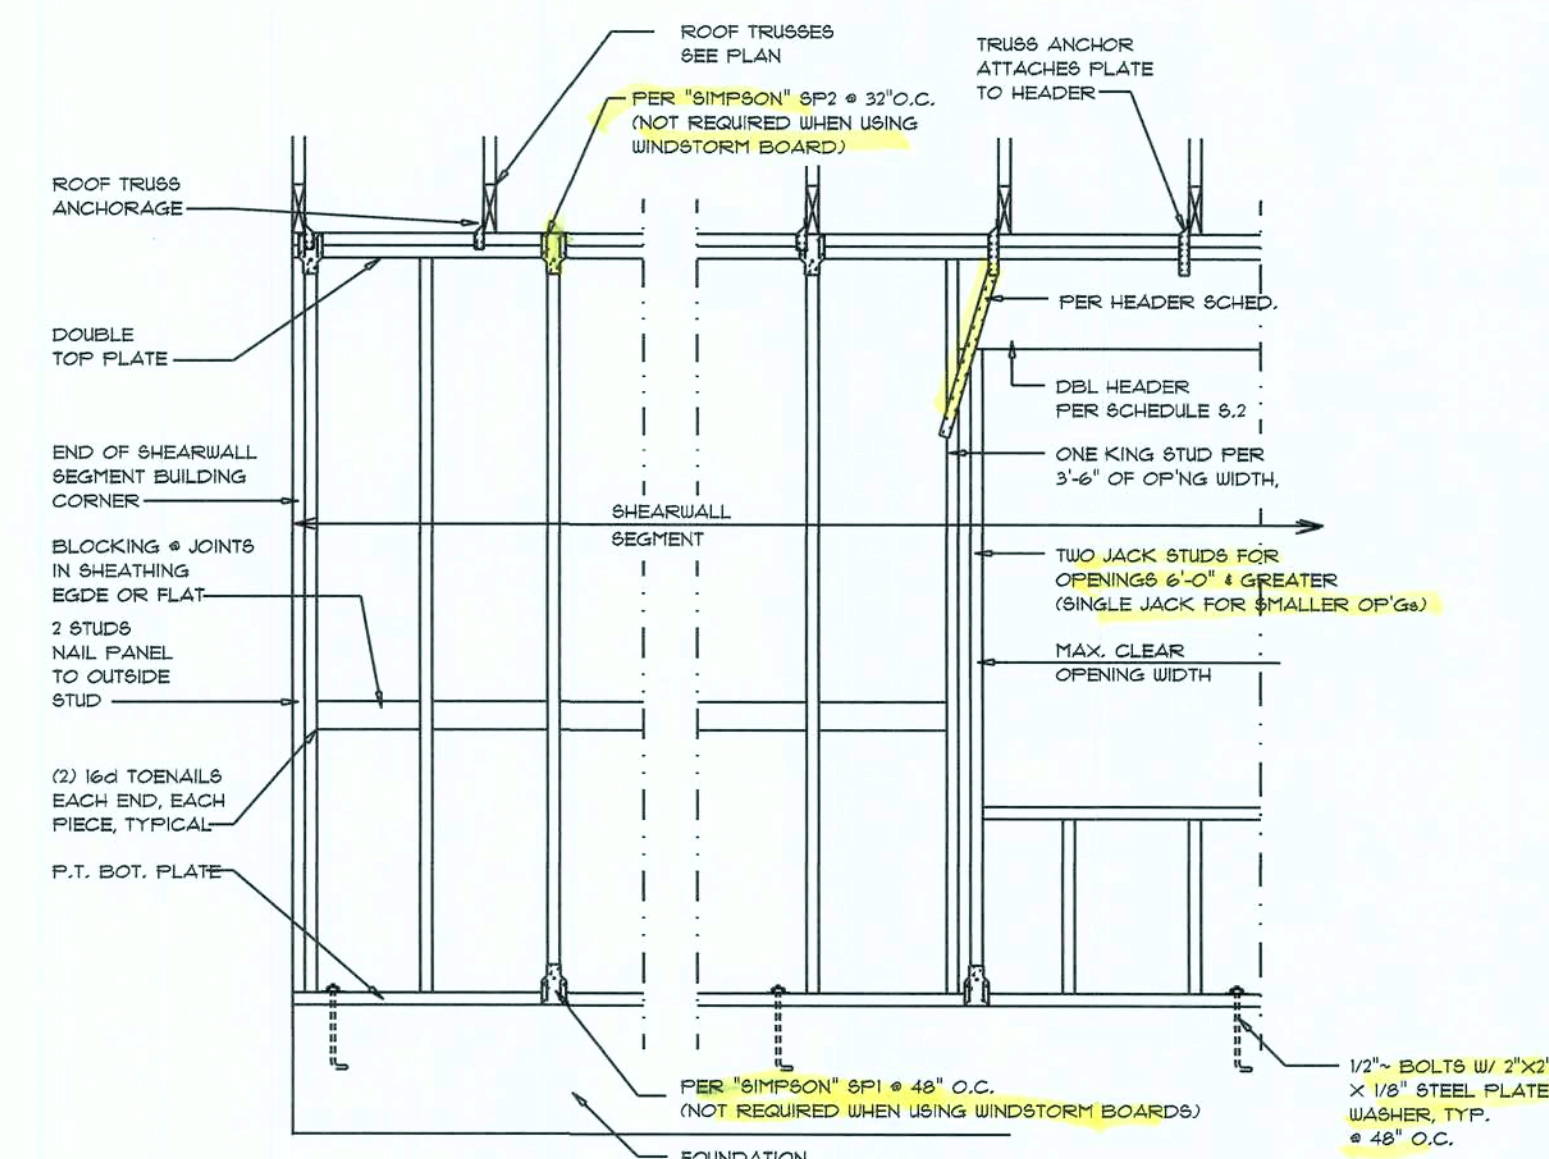 ROOF TRUSSES
SEE PLAN
TRUSS ANCHOR
ATTACHES PLATE
TO HEADER
PER "SIMPSON" SP2 @ 32"O.C.
(NOT REQUIRED WHEN USING
WINDSTORM BOARD)
ROOF TRUSS
ANCHORAGE
DOUBLE
TOP PLATE
PER HEADER SCHED.
DBL HEADER
PER SCHEDULE S.2
END OF SHEARWALL
SEGMENT BUILDING
CORNER
ONE KING STUD PER
3'-6" OF OP'NG WIDTH,
SHEARWALL
SEGMENT
BLOCKING @ JOINTS
IN SHEATHING
EGDE OR FLAT
TWO JACK STUDS FOR
OPENINGS 6'-0" & GREATER
(SINGLE JACK FOR SMALLER OP'Gs)
2 STUDS
NAIL PANEL
TO OUTSIDE
STUD
MAX. CLEAR
OPENING WIDTH
(2) 16d TOENAILS
EACH END, EACH
PIECE, TYPICAL
P.T. BOT. PLATE
PER "SIMPSON" SP1 @ 48" O.C.
(NOT REQUIRED WHEN USING WINDSTORM BOARDS)
1/2"~ BOLTS W/ 2"X2"
X 1/8" STEEL PLATE
WASHER, TYP.
@ 48" O.C.
FOUNDATION